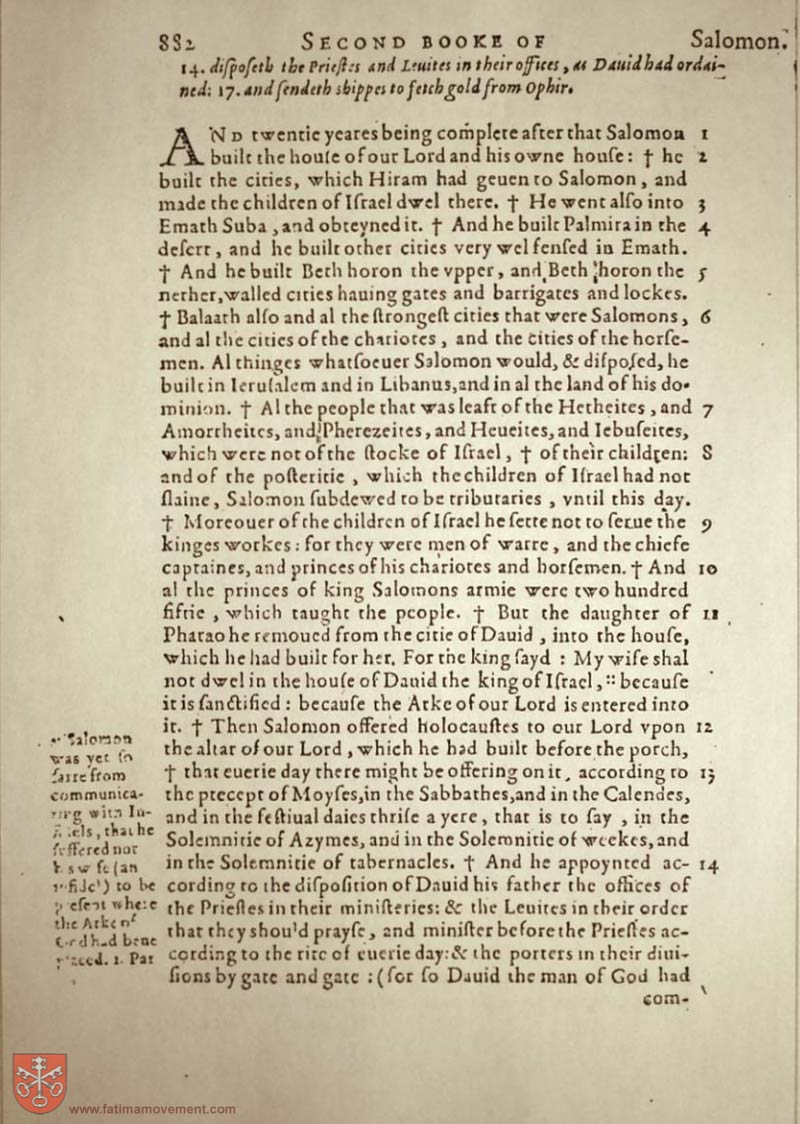 882 SECOND BOOKE OF Salomon.
14. diſpoſeth the Prieſtes and Leuites in their offices, as Dauid had ordai-
ned: 17. and ſendeth shippes to fetch gold from Ophir.
AND twentie yeares being complete after that Salomon 1
built the houſe of our Lord and his owne houſe: † he 2
built the cities, which Hiram had geuen to Salomon, and
made the children of Iſrael dwel there. † He went alſo into 3
Emath Suba, and obteyned it. † And he built Palmira in the 4
deſert, and he built other cities very wel fenſed in Emath.
† And he built Beth horon the vpper, and Beth horon the 5
nether, walled cities hauing gates and barrigates and lockes.
† Balaath alſo and al the ſtrongeſt cities that were Salomons, 6
and al the cities of the chariotes, and the cities of the horſe-
men. Al thinges whatſoeuer Salomon would, & diſpoſed, he
built in Ieruſalem and in Libanus, and in al the land of his do-
minion. † Al the people that was leaft of the Hetheites, and 7
Amorrheites, and Pherezeites, and Heueites, and Iebuſeites,
which were not of the ſtocke of Iſrael, † of their children: 8
and of the poſteritie, which the children of Iſrael had not
ſlaine, Salomon ſubdewed to be tributaries, vntil this day.
† Moreouer of the children of Iſrael he ſette not to ſerue the 9
kinges workes: for they were men of warre, and the chiefe
captaines, and princes of his chariotes and horſemen. † And 10
al the princes of king Salomons armie were two hundred
fiftie, which taught the people. † But the daughter of 11
Pharao he remoued from the citie of Dauid, into the houſe,
which he had built for her. For the king ſayd: My wife shal
not dwel in the houſe of Dauid the king of Iſrael, :: becauſe
it is ſanctified: becauſe the Arke of our Lord is entered into
it. † Then Salomon offered holocauſtes to our Lord vpon 12
the altar of our Lord, which he had built before the porch,
† that euerie day there might be offering on it, according to 13
the precept of Moyſes, in the Sabbathes, and in the Calendes,
and in the feſtiual daies thriſe a yere, that is to ſay, in the
Solemnitie of Azymes, and in the Solemnitie of weekes, and
in the Solemnitie of tabernacles. † And he appoynted ac- 14
cording to the diſpoſition of Dauid his father the offices of
the Prieſtes in their miniſteries: & the Leuites in their order
that they should prayſe, and miniſter before the Prieſtes ac-
cording to the rite of euerie day: & the porters in their diui-
ſions by gate and gate: (for ſo Dauid the man of God had
com-
Salomon
was yet ſo
farre from
communica-
ting with In-
fidels, that he
ſuffered not
his wife (an
infidel) to be
preſent where
the Arke of
God had bene
placed. 1. Par
www.fatimamovement.com